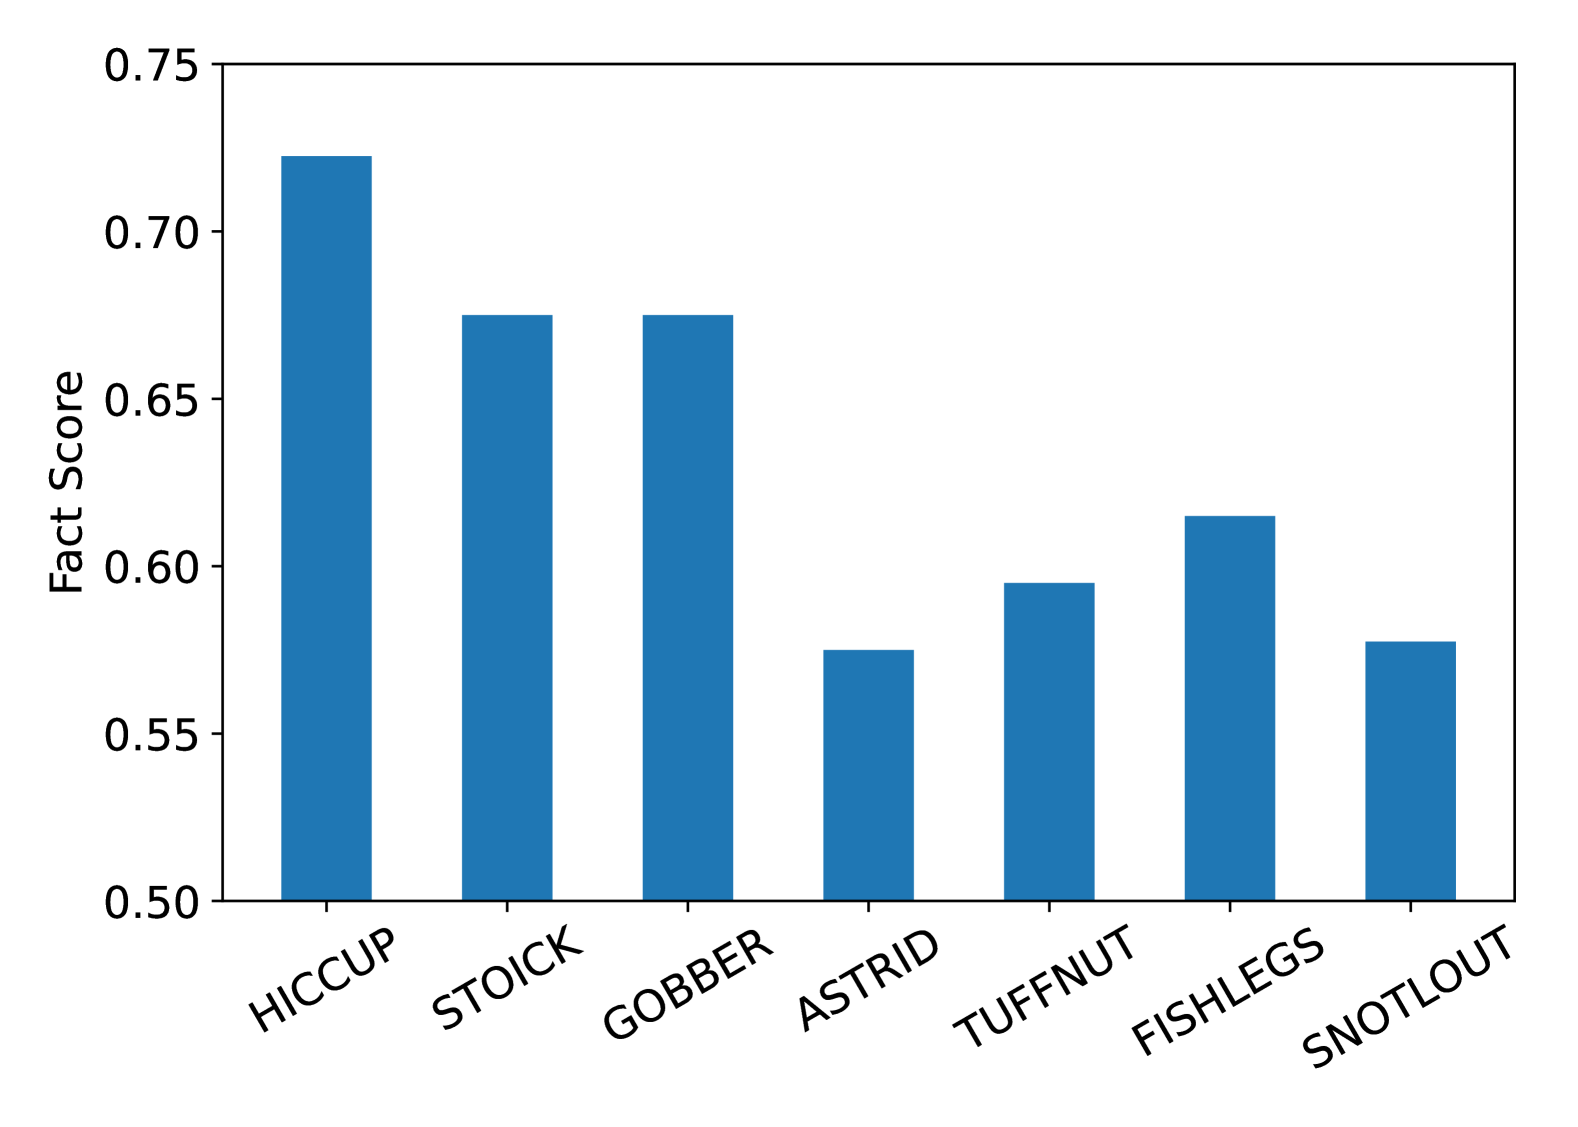 0.75
0.70
0.65
0.60
0.55
0.50
Fact Score
HICCUP
STOICK
GOBBER
ASTRID
TUFFNUT
FISHLEGS
SNOTLOUT